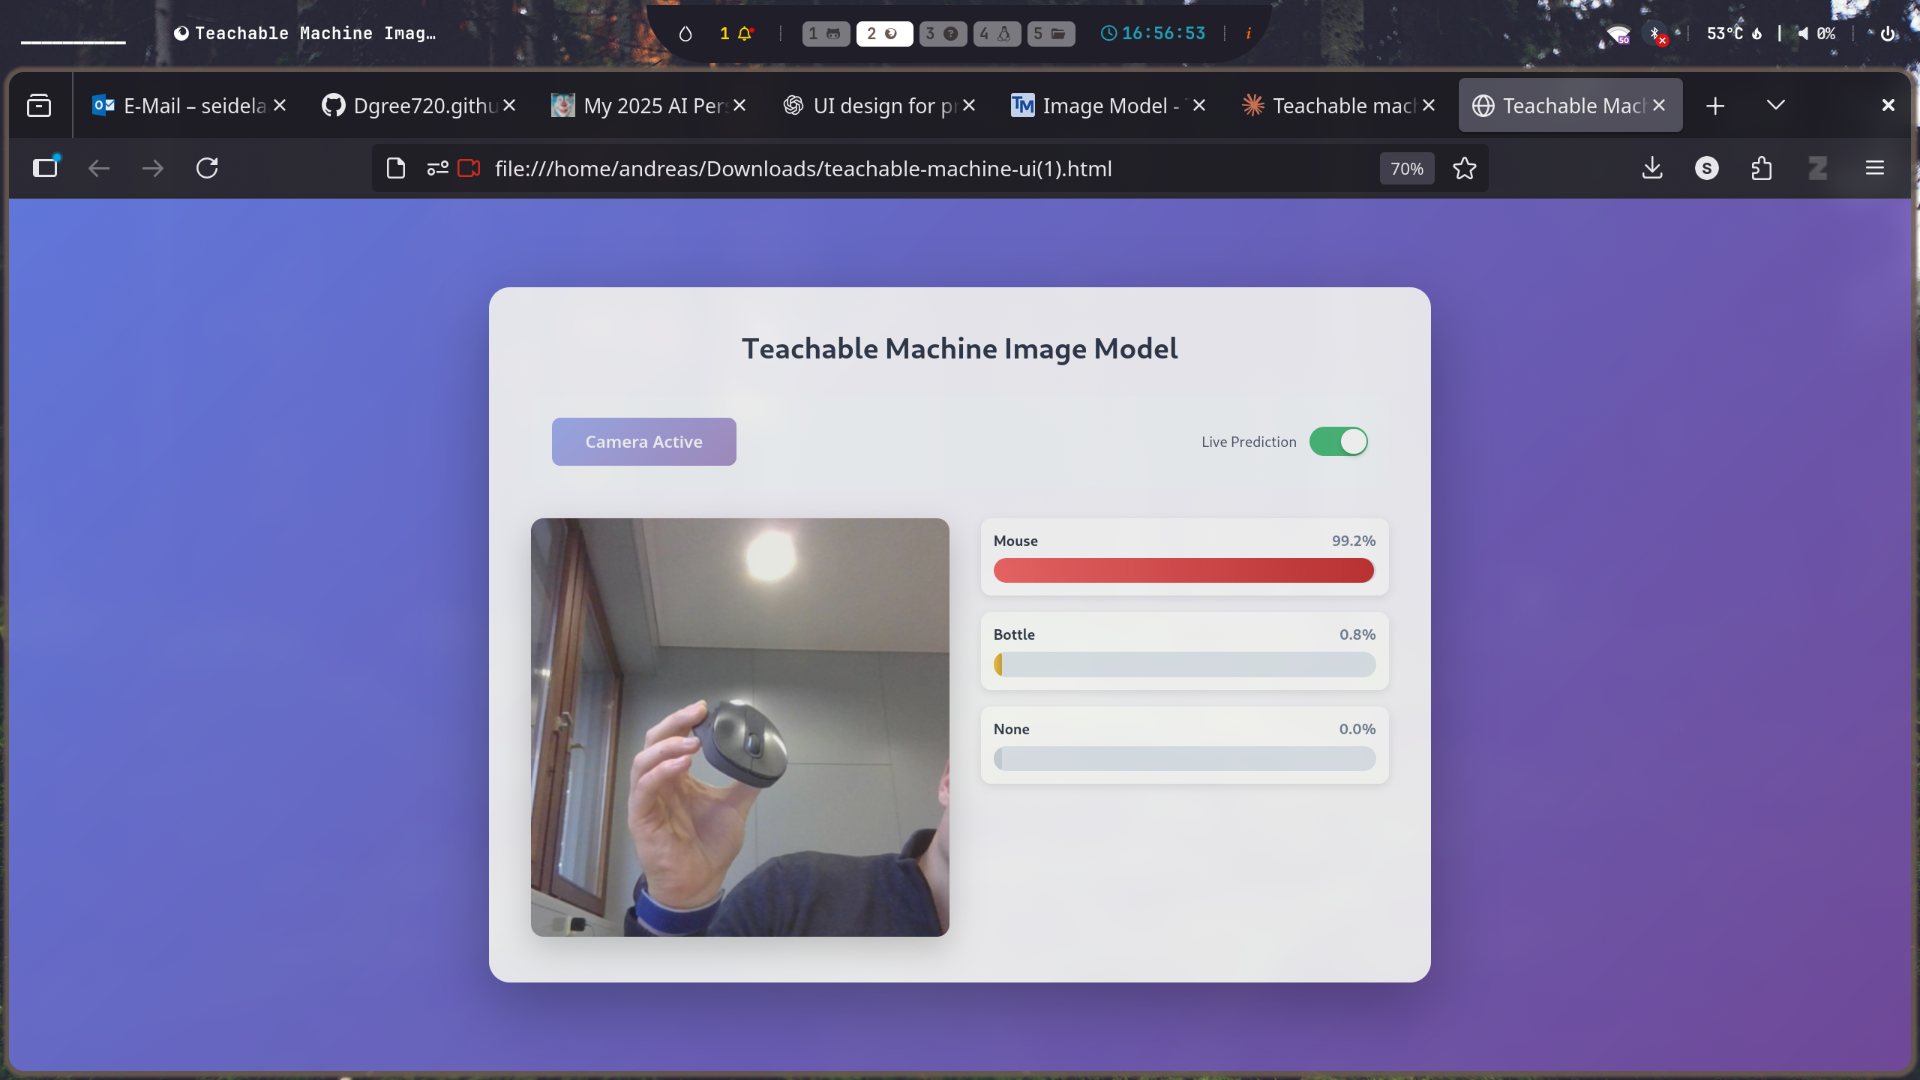 Teachable Machine Imag…
1
1
2
3
4
5
16:56:53
i
50
53°C
0%
E-Mail – seidela
Dgree720.githu
My 2025 AI Per
UI design for p
TM
Image Model -
Teachable mac
Teachable Mac
file:///home/andreas/Downloads/teachable-machine-ui(1).html
70%
S
Z
Teachable Machine Image Model
Camera Active
Live Prediction
Mouse
99.2%
Bottle
0.8%
None
0.0%